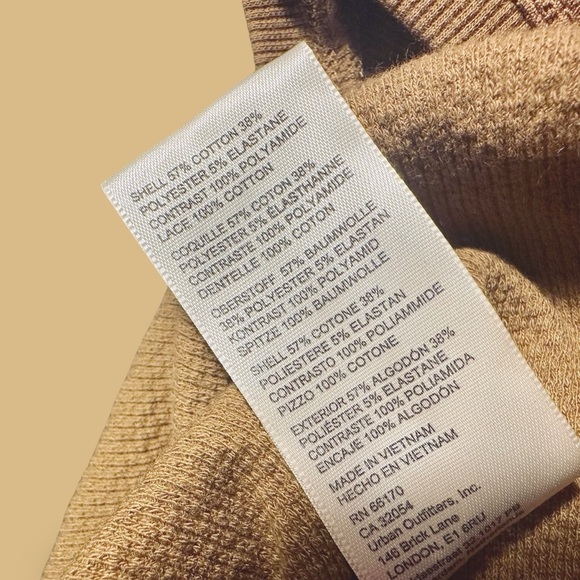 SHELL 57% COTTON 38%
POLYESTER 5% ELASTANE
CONTRAST 100% POLYAMIDE
LACE 100% COTTON
COQUILLE 57% COTON 38%
POLYESTER 5% ÉLASTHANNE
CONTRASTE 100% POLYAMIDE
DENTELLE 100% COTON
OBERSTOFF 57% BAUMWOLLE
38% POLYESTER 5% ELASTAN
KONTRAST 100% POLYAMID
SPITZE 100% BAUMWOLLE
SHELL 57% COTONE 38%
POLIESTERE 5% ELASTAN
CONTRASTO 100% POLIAMMIDE
PIZZO 100% COTONE
EXTERIOR 57% ALGODÓN 38%
POLIÉSTER 5% ELASTANE
CONTRASTE 100% POLIAMIDA
ENCAJE 100% ALGODÓN
MADE IN VIETNAM
HECHO EN VIETNAM
RN 66170
CA 32054
Urban Outfitters, Inc.
146 Brick Lane
LONDON, E1 6RU